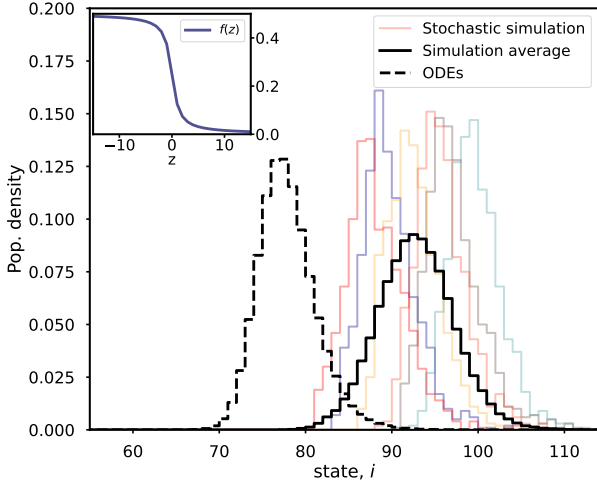 0.200
0.175
0.150
0.125
0.100
0.075
0.050
0.025
0.000
Pop. density
60 70 80 90 100 110
state, i
f(z)
0.4
0.2
0.0
−10 0 10
z
Stochastic simulation
Simulation average
ODEs